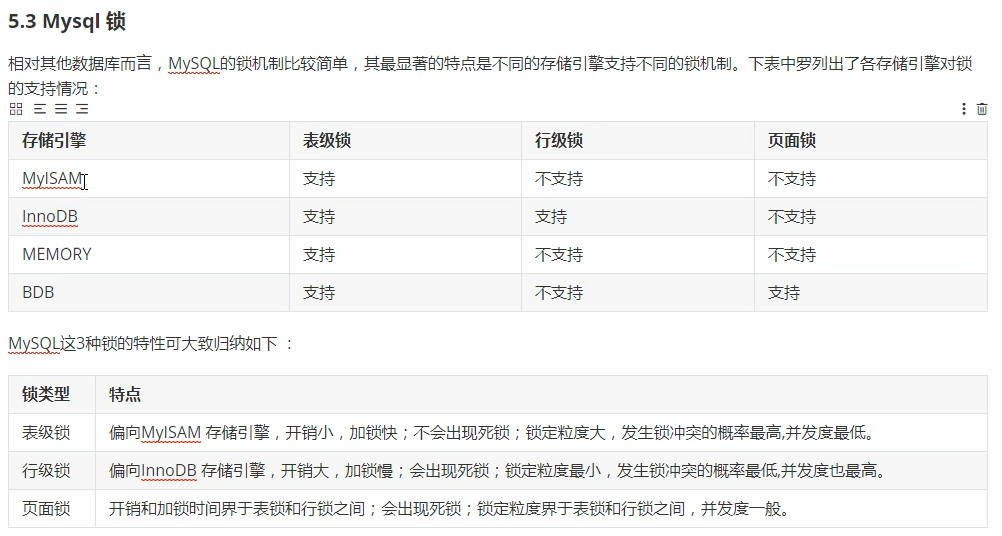 5.3 Mysql 锁
相对其他数据库而言，MySQL的锁机制比较简单，其最显著的特点是不同的存储引擎支持不同的锁机制。下表中罗列出了各存储引擎对锁
的支持情况：
存储引擎 表级锁 行级锁 页面锁
MyISAM 支持 不支持 不支持
InnoDB 支持 支持 不支持
MEMORY 支持 不支持 不支持
BDB 支持 不支持 支持
MySQL这3种锁的特性可大致归纳如下 ：
锁类型 特点
表级锁 偏向MyISAM 存储引擎，开销小，加锁快；不会出现死锁；锁定粒度大，发生锁冲突的概率最高,并发度最低。
行级锁 偏向InnoDB 存储引擎，开销大，加锁慢；会出现死锁；锁定粒度最小，发生锁冲突的概率最低,并发度也最高。
页面锁 开销和加锁时间界于表锁和行锁之间；会出现死锁；锁定粒度界于表锁和行锁之间，并发度一般。